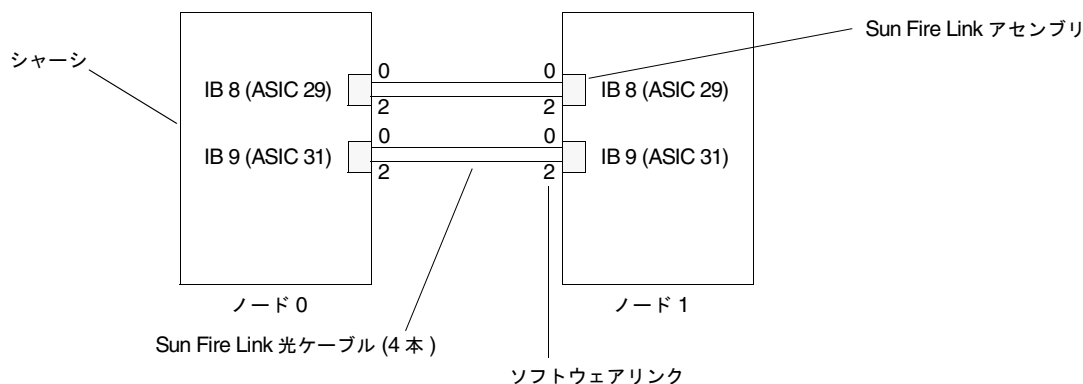 Sun Fire Link アセンブリ
シャーシ
0 0
IB 8 (ASIC 29) IB 8 (ASIC 29)
2 2
0 0
IB 9 (ASIC 31) IB 9 (ASIC 31)
2 2
ノード 0 ノード 1
Sun Fire Link 光ケーブル (4 本 )
ソフトウェアリンク